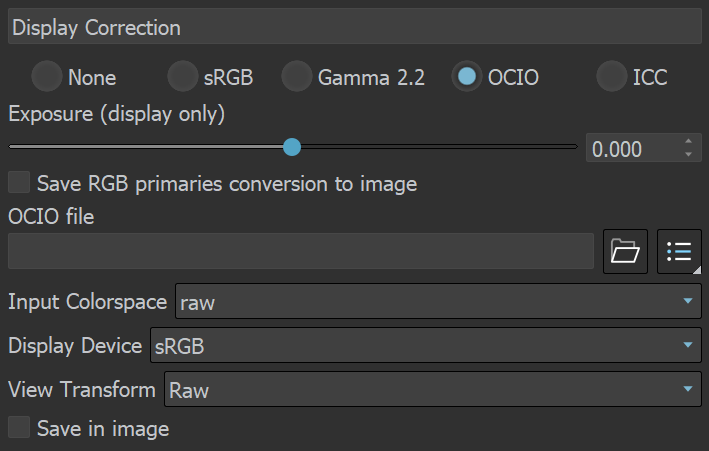 Display Correction
None sRGB Gamma 2.2 OCIO ICC
Exposure (display only)
0.000
Save RGB primaries conversion to image
OCIO file
Input Colorspace raw
Display Device sRGB
View Transform Raw
Save in image